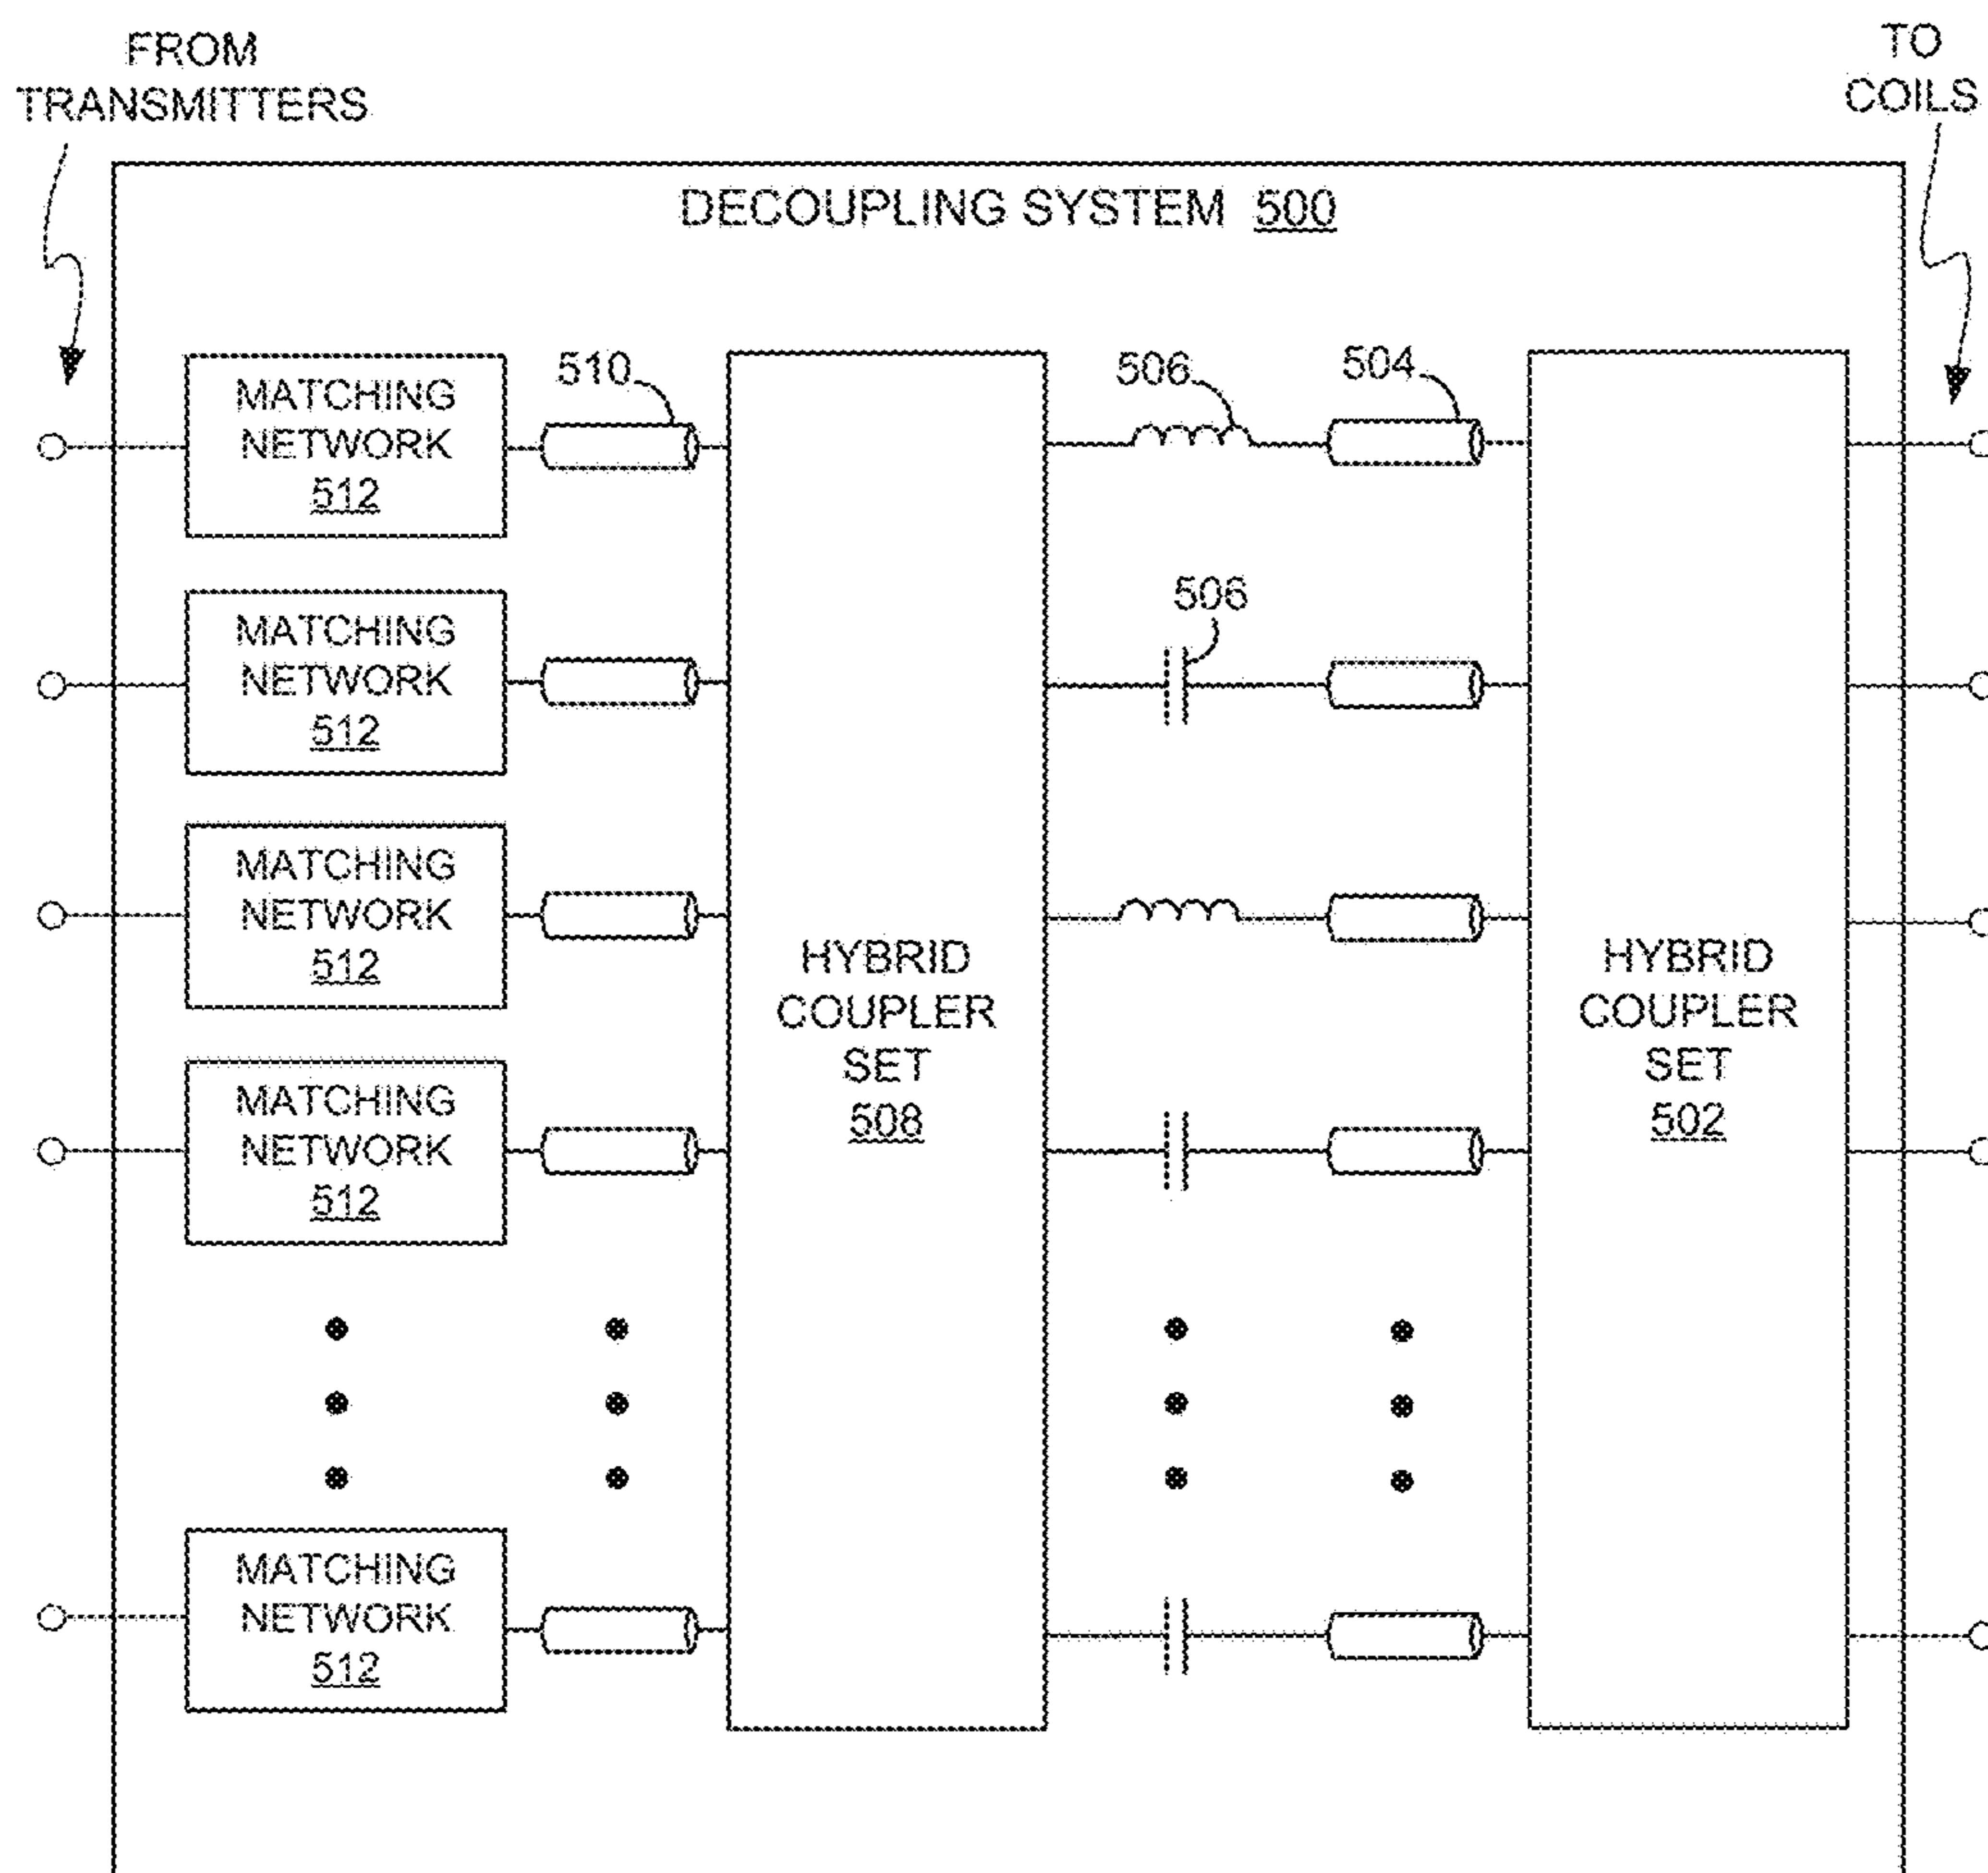 FROM
TRANSMITTERS
TO
COILS
DECOUPLING SYSTEM 500
510
506
504
506
MATCHING
NETWORK
512
MATCHING
NETWORK
512
MATCHING
NETWORK
512
MATCHING
NETWORK
512
MATCHING
NETWORK
512
HYBRID
COUPLER
SET
508
HYBRID
COUPLER
SET
502